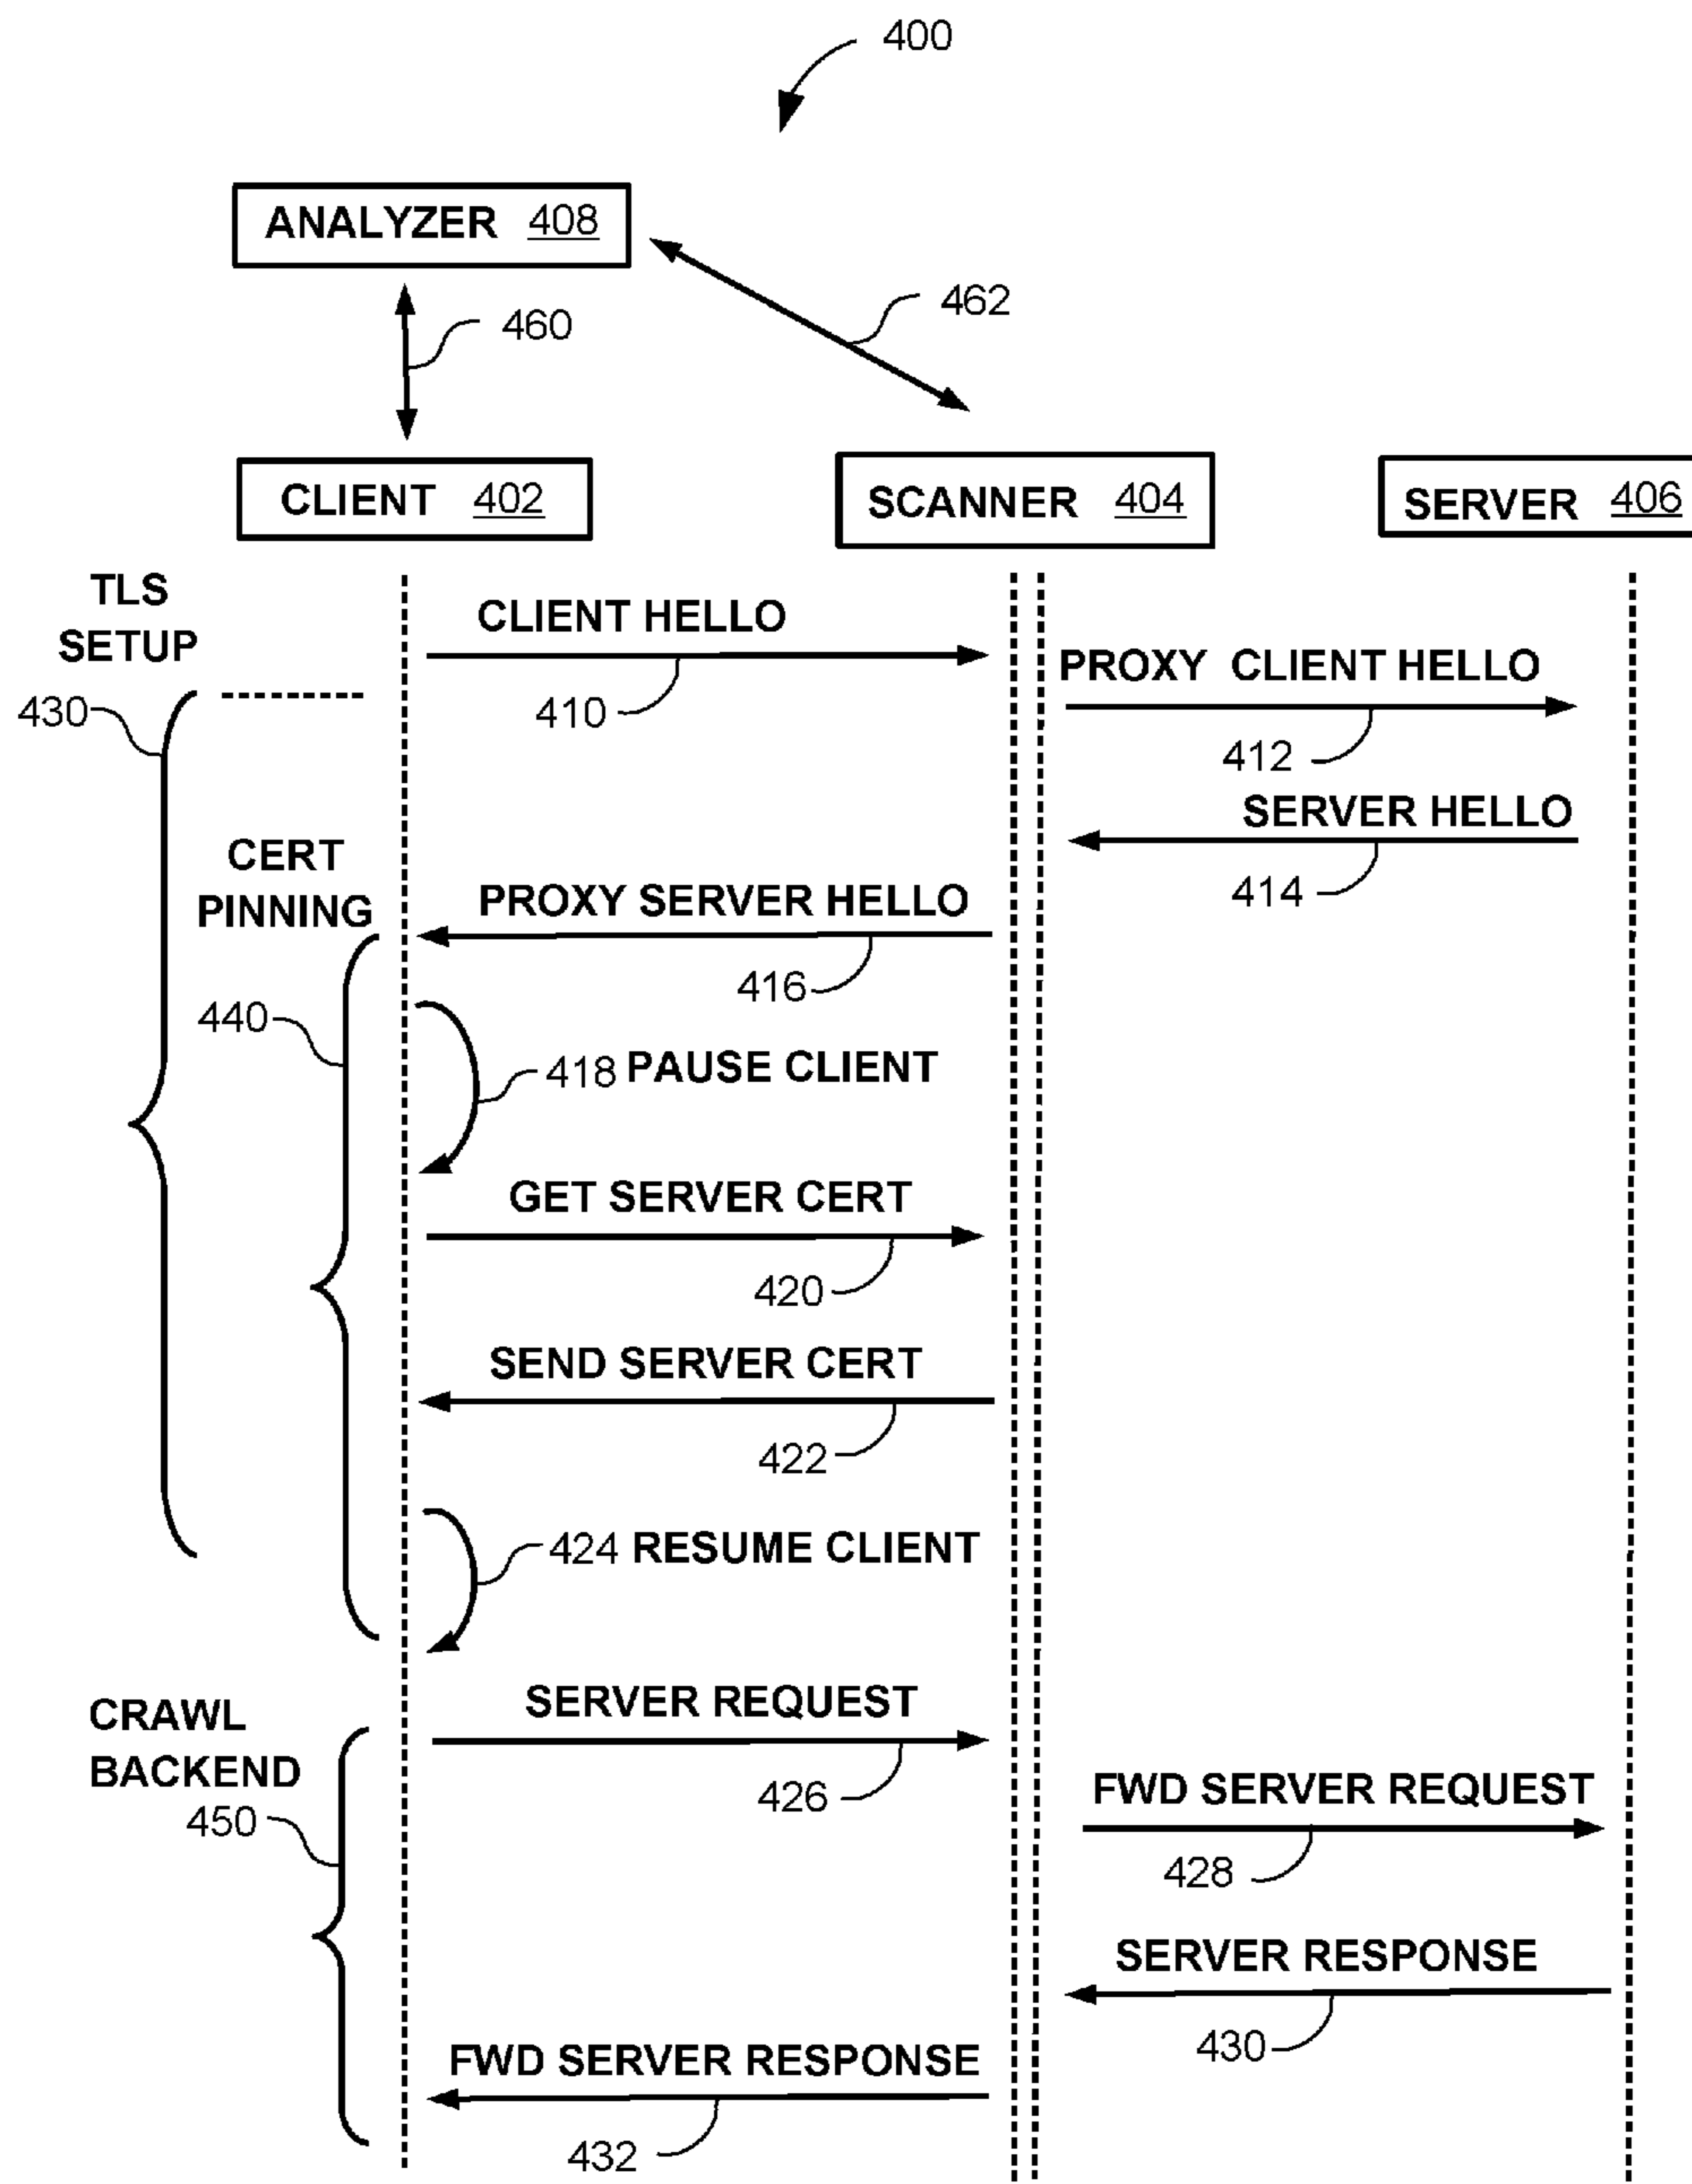 400
ANALYZER 408
460
462
CLIENT 402
SCANNER 404
SERVER 406
TLS
SETUP
430
CLIENT HELLO
410
PROXY CLIENT HELLO
412
SERVER HELLO
414
CERT
PINNING
440
PROXY SERVER HELLO
416
418 PAUSE CLIENT
GET SERVER CERT
420
SEND SERVER CERT
422
424 RESUME CLIENT
CRAWL
BACKEND
450
SERVER REQUEST
426
FWD SERVER REQUEST
428
SERVER RESPONSE
430
FWD SERVER RESPONSE
432